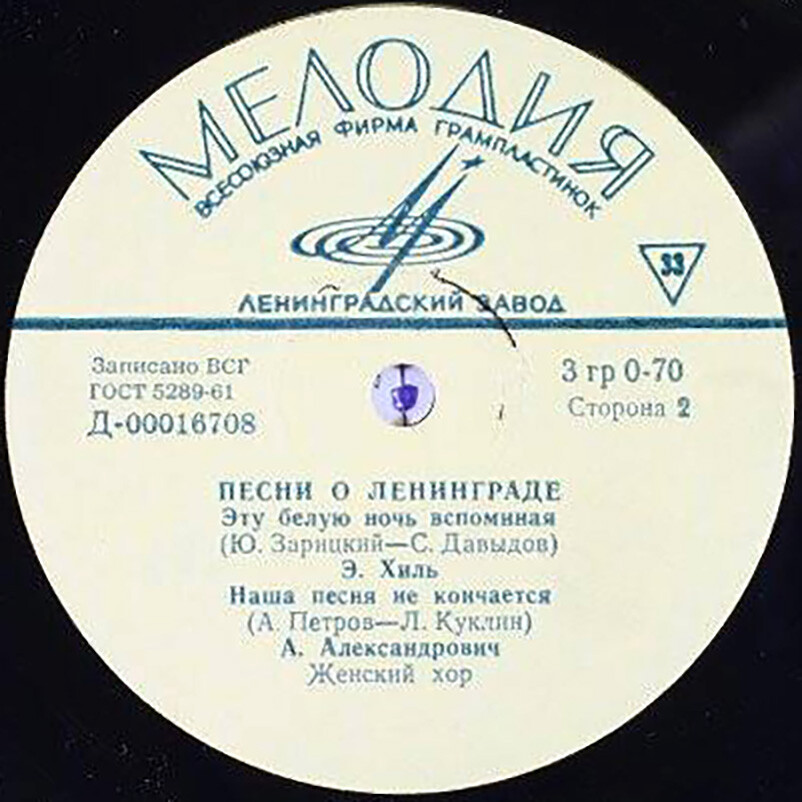 МЕЛОДИЯ
ВСЕСОЮЗНАЯ ФИРМА ГРАМПЛАСТИНОК
33
ЛЕНИНГРАДСКИЙ ЗАВОД
Записано ВСГ
ГОСТ 5289-61
Д-00016708
3 гр 0-70
Сторона 2
ПЕСНИ О ЛЕНИНГРАДЕ
Эту белую ночь вспоминая
(Ю. Зарицкий—С. Давыдов)
Э. Хиль
Наша песня не кончается
(А. Петров—Л. Куклин)
А. Александрович
Женский хор